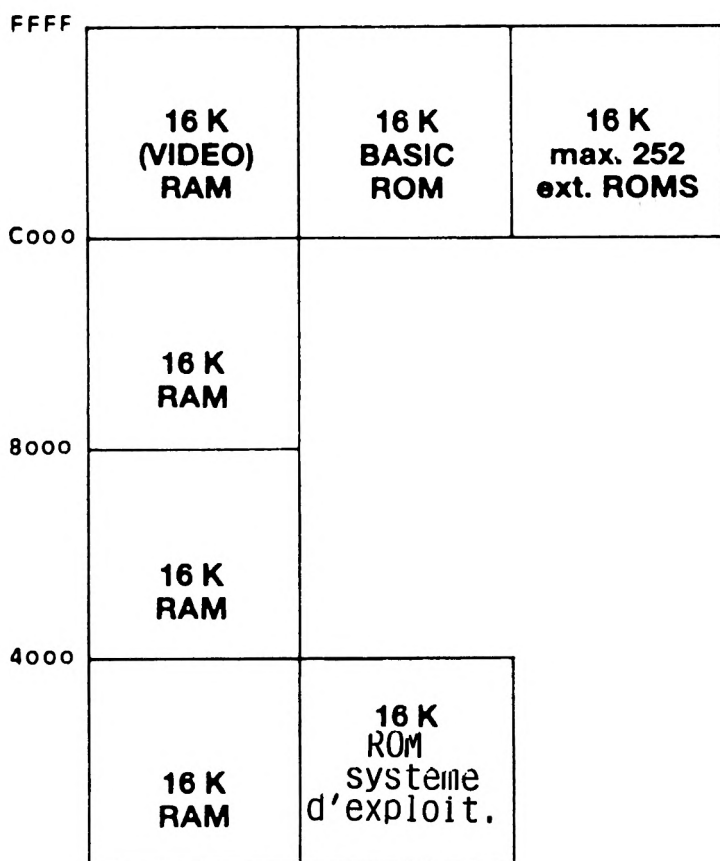 FFFF
16 K
(VIDEO)
RAM
16 K
BASIC
ROM
16 K
max. 252
ext. ROMS
C000
16 K
RAM
8000
16 K
RAM
4000
16 K
RAM
16 K
ROM
système
d'exploit.